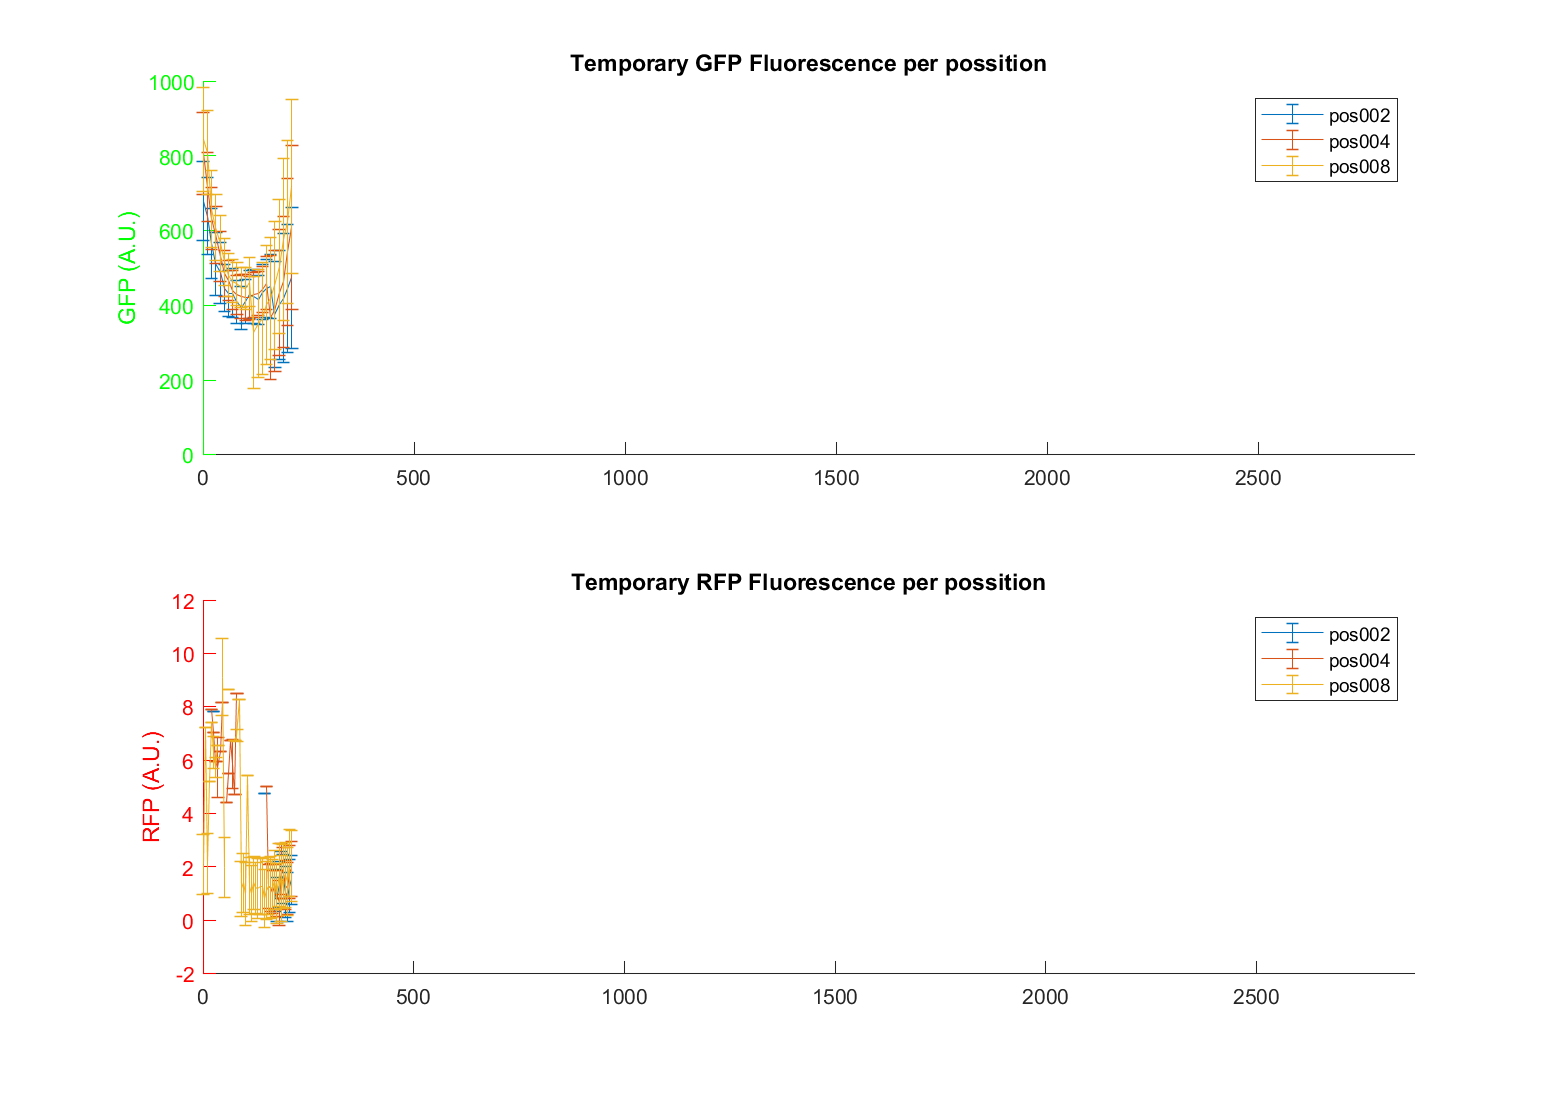 Temporary GFP Fluorescence per possition
1000
800
600
400
200
0
GFP (A.U.)
pos002
pos004
pos008
0 500 1000 1500 2000 2500
Temporary RFP Fluorescence per possition
12
10
8
6
4
2
0
-2
RFP (A.U.)
pos002
pos004
pos008
0 500 1000 1500 2000 2500